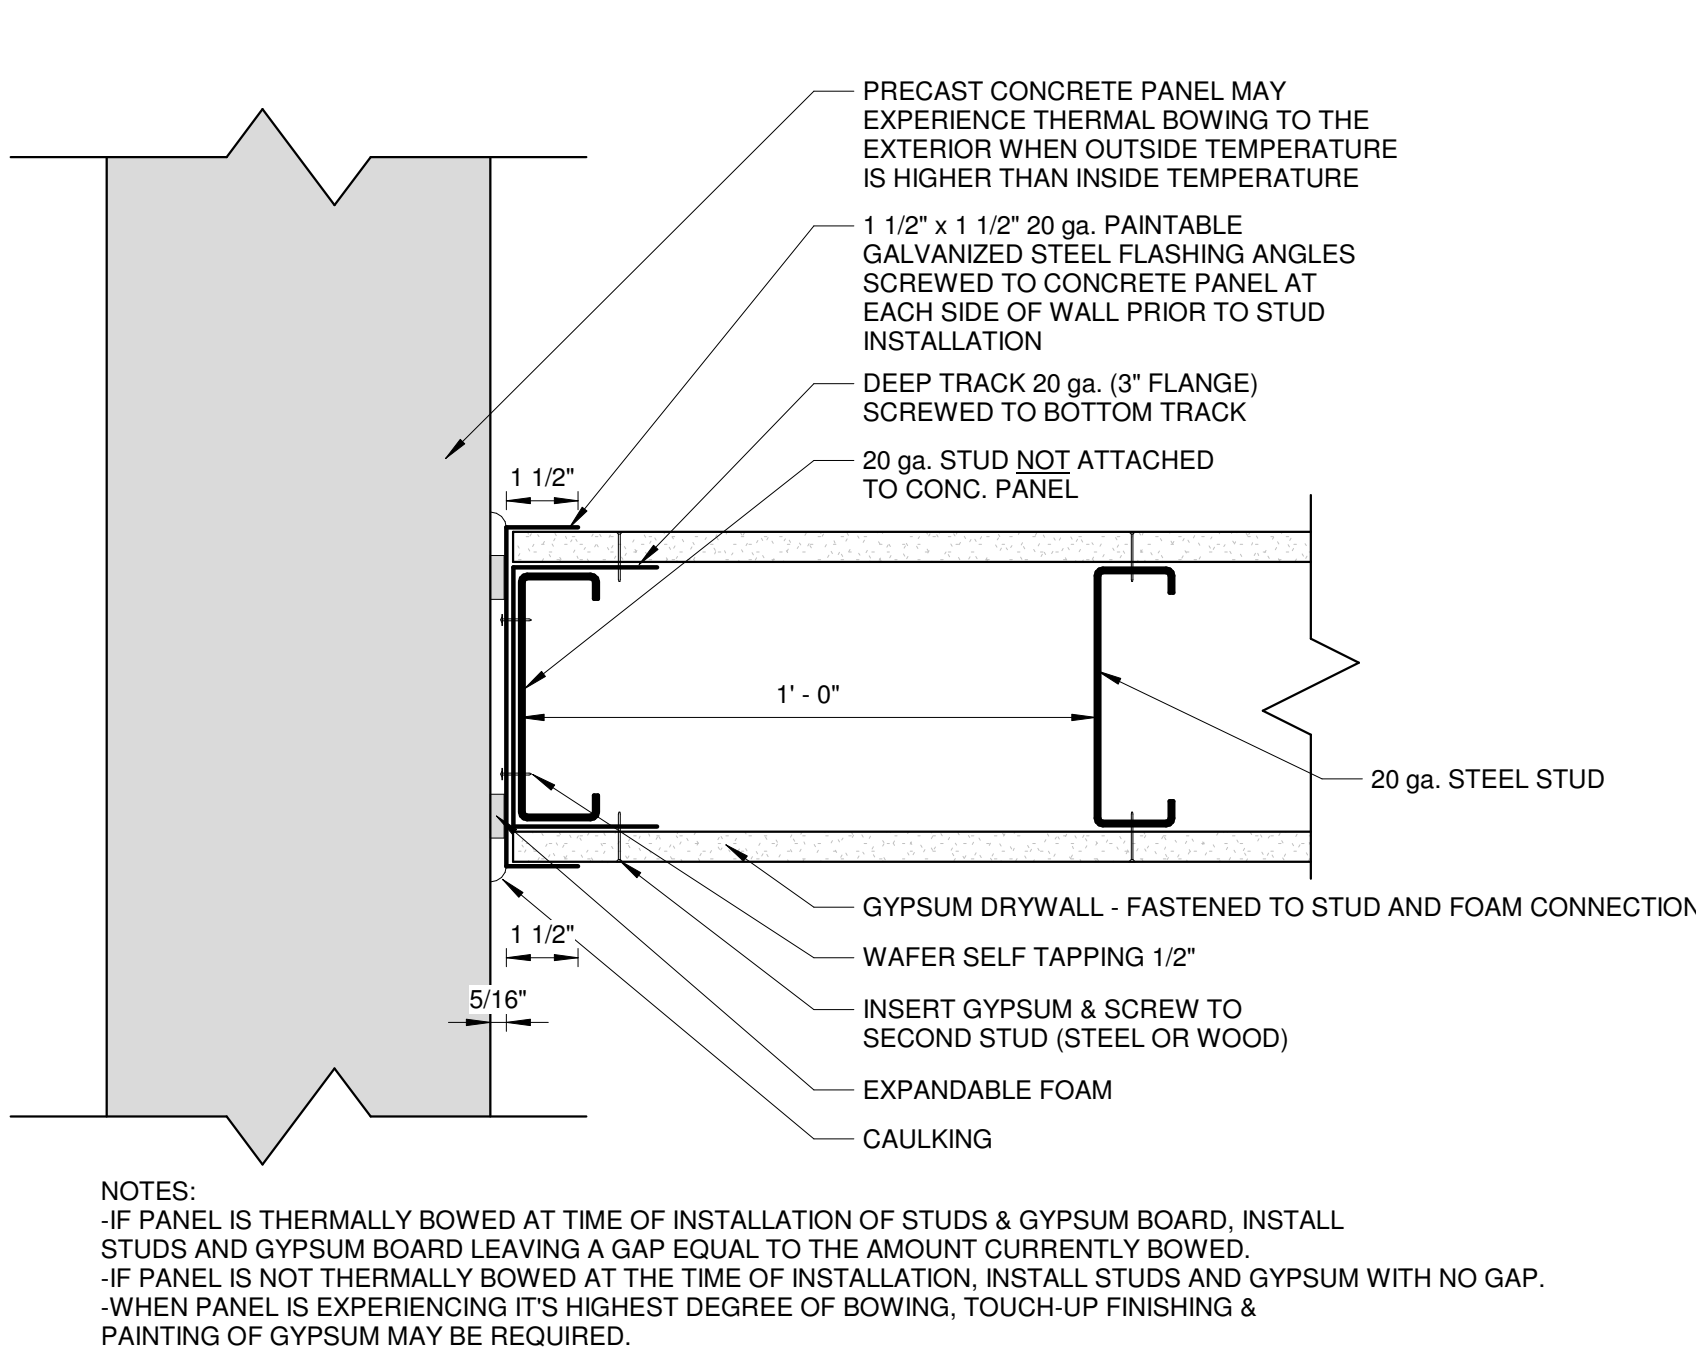 PRECAST CONCRETE PANEL MAY
EXPERIENCE THERMAL BOWING TO THE
EXTERIOR WHEN OUTSIDE TEMPERATURE
IS HIGHER THAN INSIDE TEMPERATURE
1 1/2" x 1 1/2" 20 ga. PAINTABLE
GALVANIZED STEEL FLASHING ANGLES
SCREWED TO CONCRETE PANEL AT
EACH SIDE OF WALL PRIOR TO STUD
INSTALLATION
DEEP TRACK 20 ga. (3" FLANGE)
SCREWED TO BOTTOM TRACK
20 ga. STUD NOT ATTACHED
TO CONC. PANEL
1 1/2"
1' - 0"
20 ga. STEEL STUD
GYPSUM DRYWALL - FASTENED TO STUD AND FOAM CONNECTION
1 1/2"
WAFER SELF TAPPING 1/2"
5/16"
INSERT GYPSUM & SCREW TO
SECOND STUD (STEEL OR WOOD)
EXPANDABLE FOAM
CAULKING
NOTES:
-IF PANEL IS THERMALLY BOWED AT TIME OF INSTALLATION OF STUDS & GYPSUM BOARD, INSTALL
STUDS AND GYPSUM BOARD LEAVING A GAP EQUAL TO THE AMOUNT CURRENTLY BOWED.
-IF PANEL IS NOT THERMALLY BOWED AT THE TIME OF INSTALLATION, INSTALL STUDS AND GYPSUM WITH NO GAP.
-WHEN PANEL IS EXPERIENCING IT'S HIGHEST DEGREE OF BOWING, TOUCH-UP FINISHING &
PAINTING OF GYPSUM MAY BE REQUIRED.